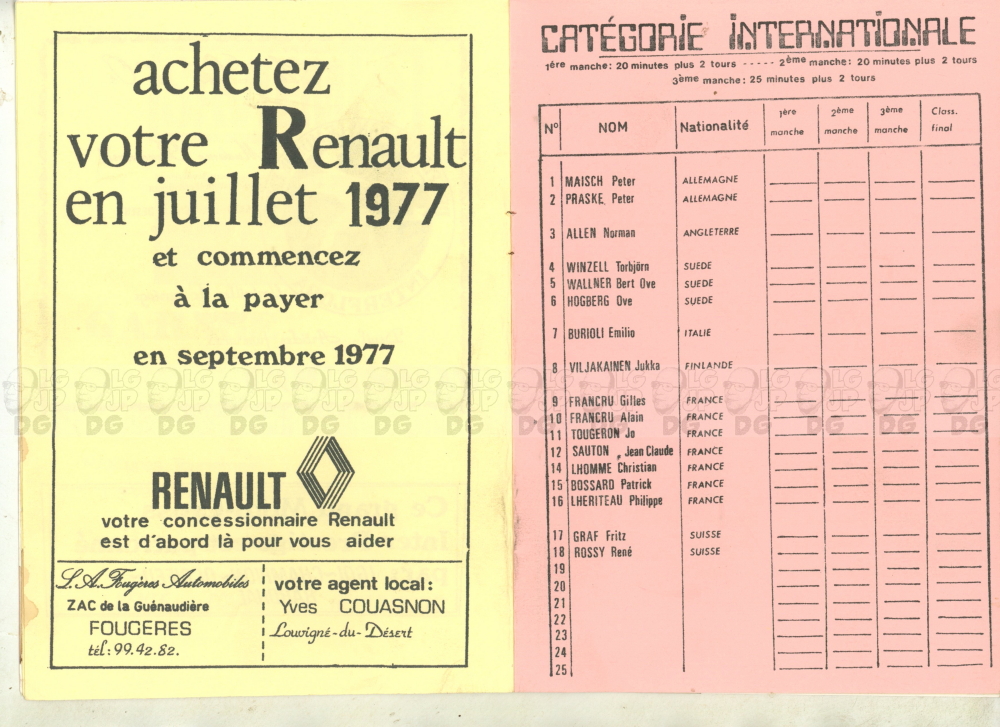 achetez
votre Renault
en juillet 1977
et commencez
à la payer
en septembre 1977
RENAULT
votre concessionnaire Renault
est d'abord là pour vous aider
S.A. Fougères Automobiles
ZAC de la Guénaudière
FOUGERES
tél: 99.42.82.
votre agent local:
Yves COUASNON
Louvigné-du-Désert
CATÉGORIE INTERNATIONALE
1ére manche: 20 minutes plus 2 tours ----- 2ème manche: 20 minutes plus 2 tours
3ème manche: 25 minutes plus 2 tours
N° NOM Nationalité 1ère manche 2ème manche 3ème manche Class. final
1 MAISCH Peter ALLEMAGNE
2 PRASKE Peter ALLEMAGNE
3 ALLEN Norman ANGLETERRE
4 WINZELL Torbjörn SUEDE
5 WALLNER Bert Ove SUEDE
6 HOGBERG Ove SUEDE
7 BURIOLI Emilio ITALIE
8 VILJAKAINEN Jukka FINLANDE
9 FRANCRU Gilles FRANCE
10 FRANCRU Alain FRANCE
11 TOUGERON Jo FRANCE
12 SAUTON , Jean Claude FRANCE
14 LHOMME Christian FRANCE
15 BOSSARD Patrick FRANCE
16 LHERITEAU Philippe FRANCE
17 GRAF Fritz SUISSE
18 ROSSY René SUISSE
19
20
21
22
23
24
25